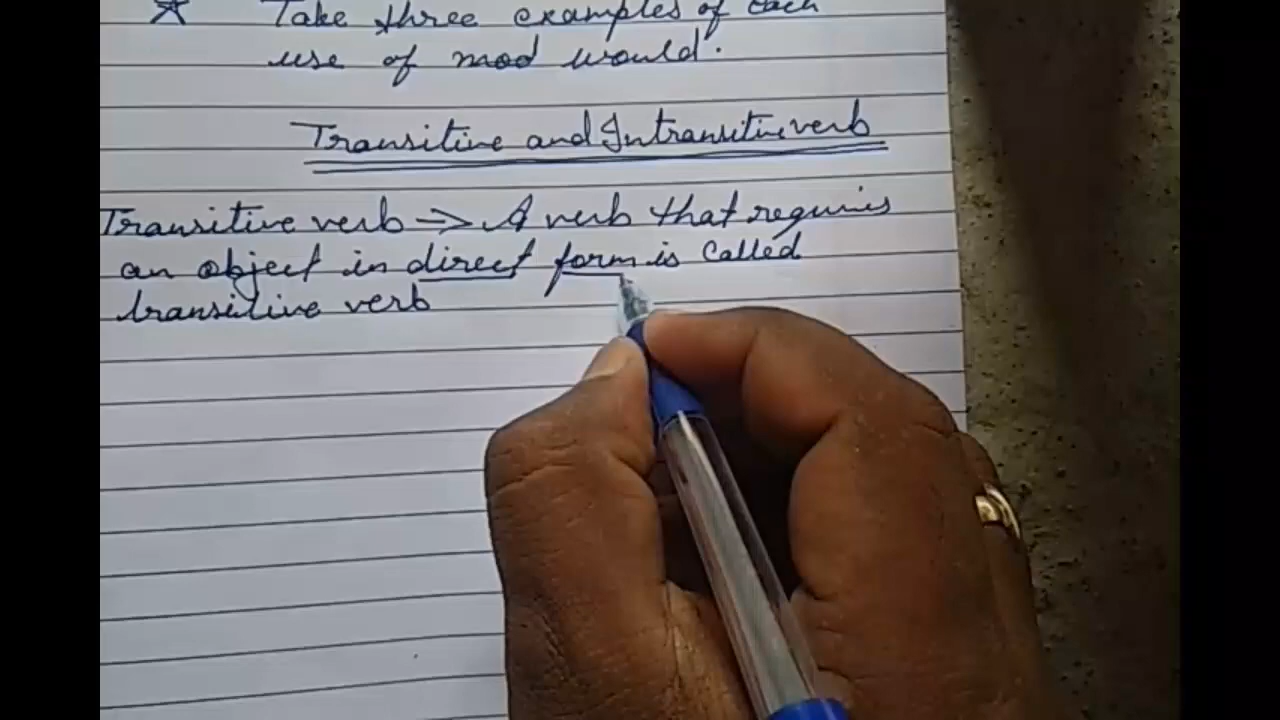 Take three examples of each
use of mod would.
Transitive and Intransitive verb
Transitive verb ⇒ A verb that requires
an object in direct form is called
transitive verb